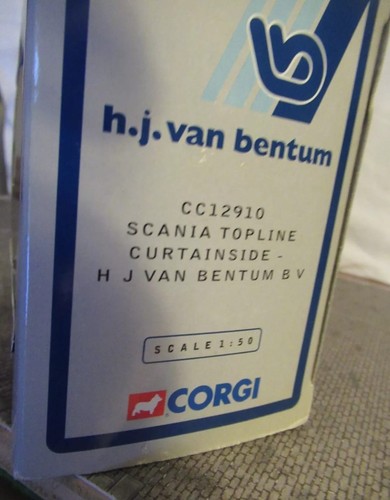 h.j. van bentum
CC12910
SCANIA TOPLINE
CURTAINSIDE -
H J VAN BENTUM B V
SCALE 1:50
CORGI